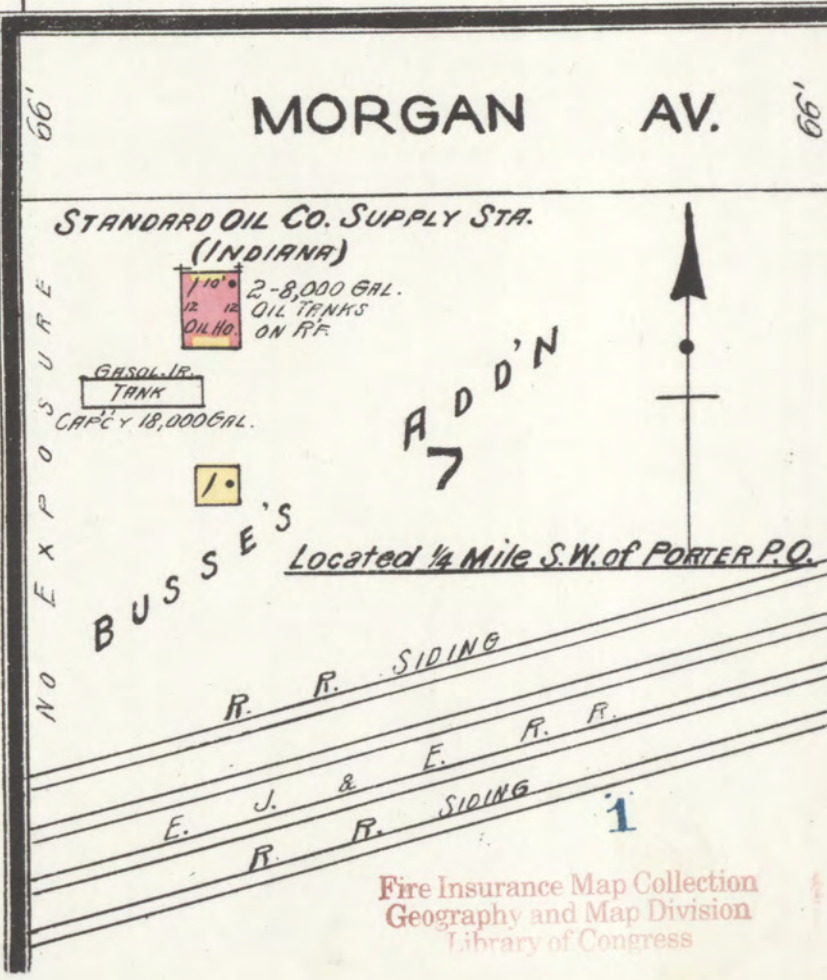 66'
MORGAN AV.
66'
STANDARD OIL CO. SUPPLY STA.
(INDIANA)
1 10'
12 12
OIL HO.
2-8,000 GAL.
OIL TANKS
ON RF.
GASOL. IR.
TANK
CAP'C'Y 18,000 GAL.
NO EXPOSURE
1
BUSSE'S ADD'N
7
Located ¼ Mile S.W. of PORTER P.O.
R. R. SIDING
E. J. & E. R. R.
R. R. SIDING
1
Fire Insurance Map Collection
Geography and Map Division
Library of Congress